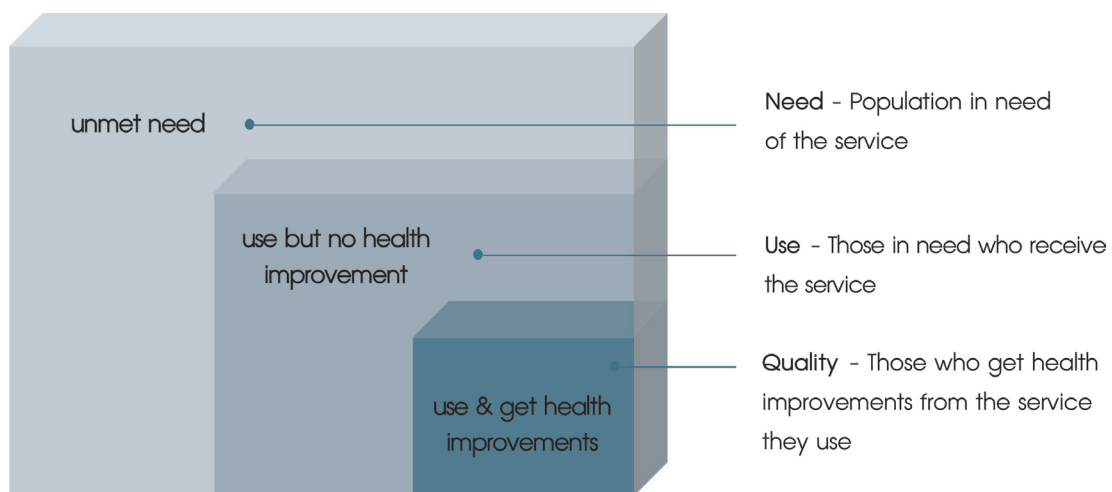 unmet need
Need - Population in need
of the service
use but no health
improvement
Use - Those in need who receive
the service
use & get health
improvements
Quality - Those who get health
improvements from the service
they use